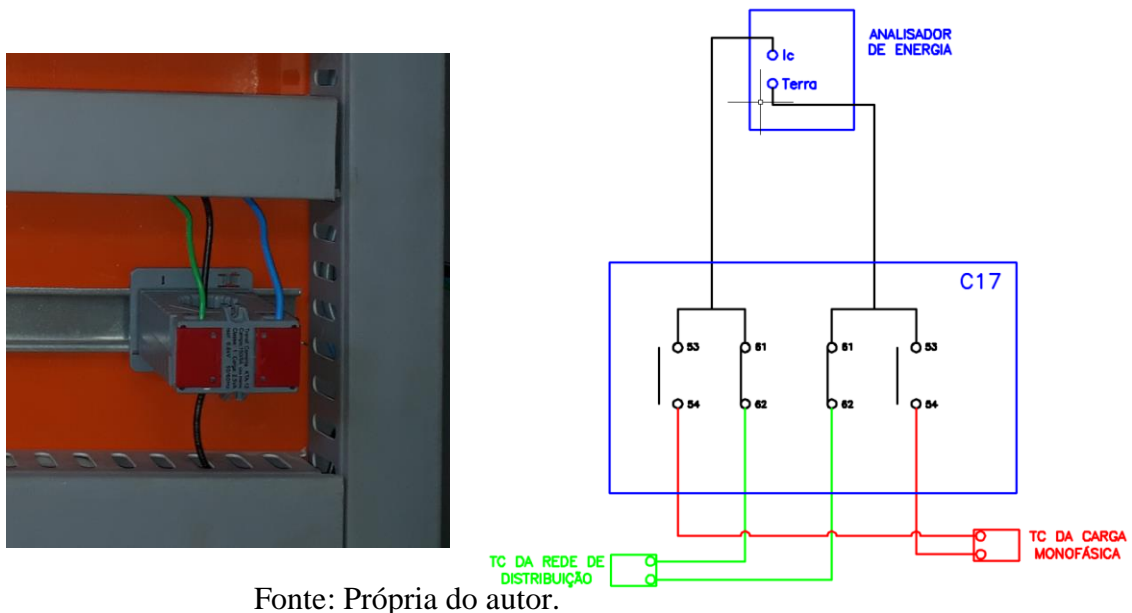 ANALISADOR
DE ENERGIA
Ic
Terra
C17
53 61 61 53
54 62 62 54
TC DA CARGA
MONOFÁSICA
TC DA REDE DE
DISTRIBUIÇÃO
Fonte: Própria do autor.